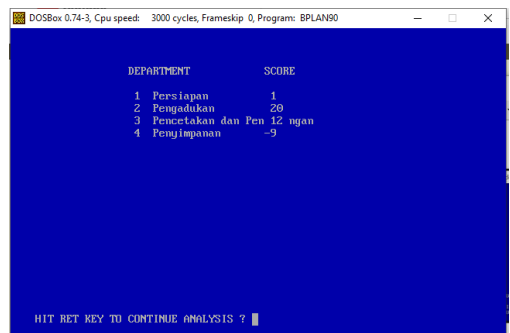 DOSBox 0.74-3, Cpu speed: 3000 cycles, Frameskip 0, Program: BPLAN90
DEPARTMENT SCORE
1 Persiapan 1
2 Pengadukan 20
3 Pencetakan dan Pen 12 ngan
4 Penyimpanan -9
HIT RET KEY TO CONTINUE ANALYSIS ?